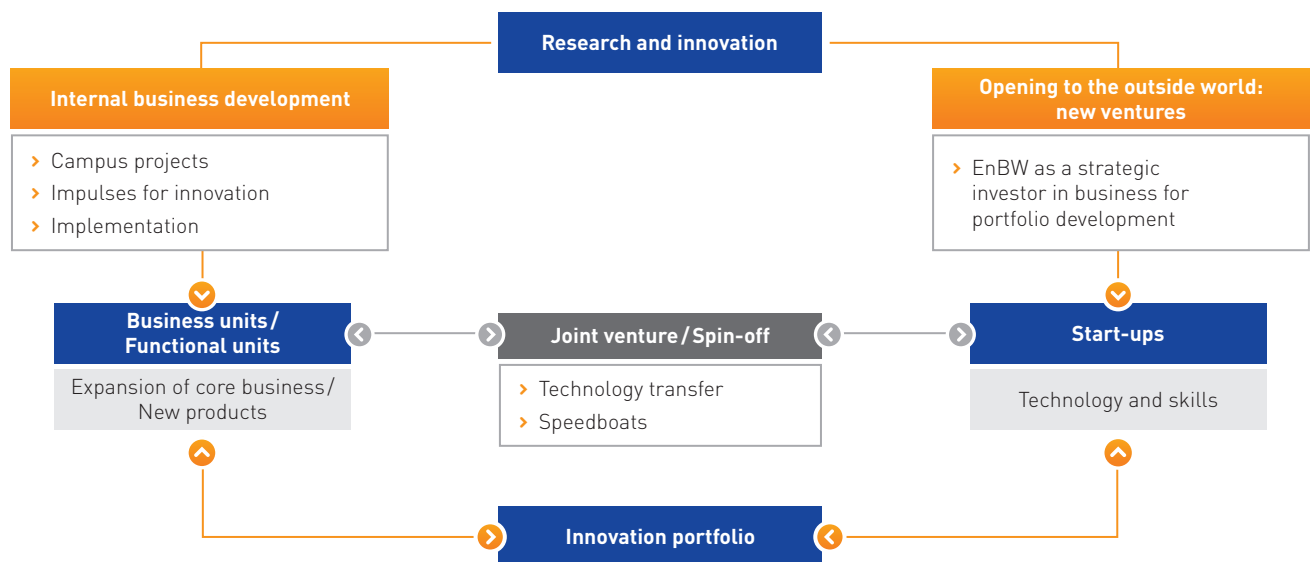 Research and innovation
Internal business development
Campus projects
Impulses for innovation
Implementation
Opening to the outside world:
new ventures
EnBW as a strategic
investor in business for
portfolio development
Business units /
Functional units
Expansion of core business /
New products
Joint venture / Spin-off
Technology transfer
Speedboats
Start-ups
Technology and skills
Innovation portfolio